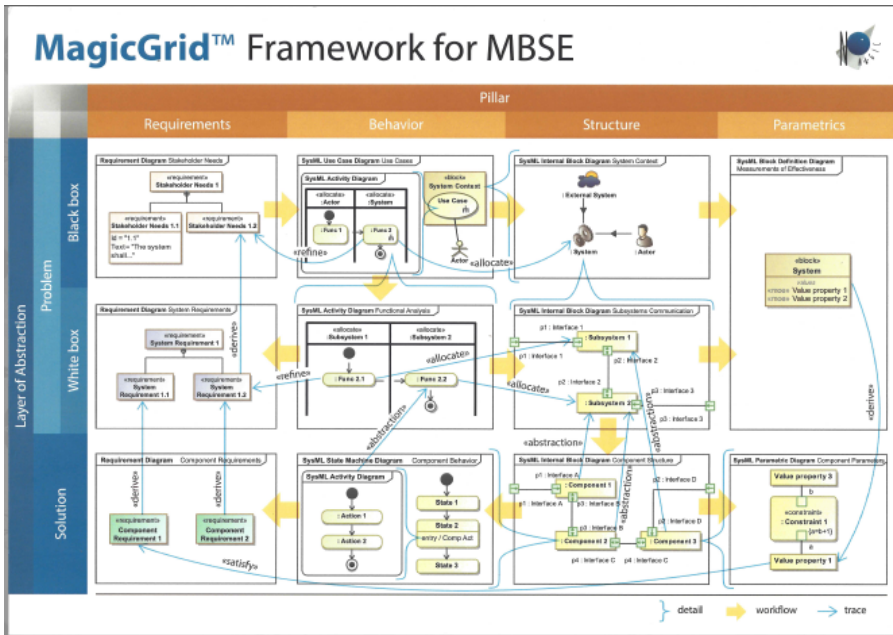 MagicGrid™ Framework for MBSE
NO MAGIC
Pillar
Requirements
Behavior
Structure
Parametrics
Layer of Abstraction
Problem
Black box
White box
Solution
Requirement Diagram Stakeholder Needs
«requirement»
Stakeholder Needs 1
«requirement»
Stakeholder Needs 1.1
Id = "1.1"
Text= "The system
shall..."
«requirement»
Stakeholder Needs 1.2
SysML Use Case Diagram Use Cases
SysML Activity Diagram
«allocate»
: Actor
«allocate»
: System
: Func 1
: Func 2
«block»
System Context
Use Case
Actor
«refine»
«allocate»
SysML Internal Block Diagram System Context
: External System
: System
: Actor
SysML Block Definition Diagram
Measurements of Effectiveness
«block»
System
values
«moe» Value property 1
«moe» Value property 2
Requirement Diagram System Requirements
«requirement»
System Requirement 1
«requirement»
System
Requirement 1.1
«requirement»
System
Requirement 1.2
«derive»
SysML Activity Diagram Functional Analysis
«allocate»
:Subsystem 1
«allocate»
:Subsystem 2
: Func 2.1
: Func 2.2
«refine»
«allocate»
«allocate»
«abstraction»
SysML Internal Block Diagram Subsystems Communication
p1 : Interface 1
: Subsystem 1
p1 : Interface 1
p2 : Interface 2
p2 : Interface 2
p3 : Interface 3
: Subsystem 2
p3 : Interface 3
«abstraction»
«abstraction»
«abstraction»
«derive»
Requirement Diagram Component Requirements
«derive»
«derive»
«requirement»
Component
Requirement 1
«requirement»
Component
Requirement 2
«satisfy»
SysML State Machine Diagram Component Behavior
SysML Activity Diagram
: Action 1
: Action 2
State 1
State 2
entry / Comp Act
State 3
SysML Internal Block Diagram Component Structure
p1 : Interface A
: Component 1
p1 : Interface A
p3 : Interface B
p3 : Interface B
p2 : Interface D
p2 : Interface D
: Component 2
: Component 3
p4 : Interface C
p4 : Interface C
SysML Parametric Diagram Component Parameters
Value property 3
b
«constraint»
: Constraint 1
{a=b+1}
a
Value property 1
detail
workflow
trace